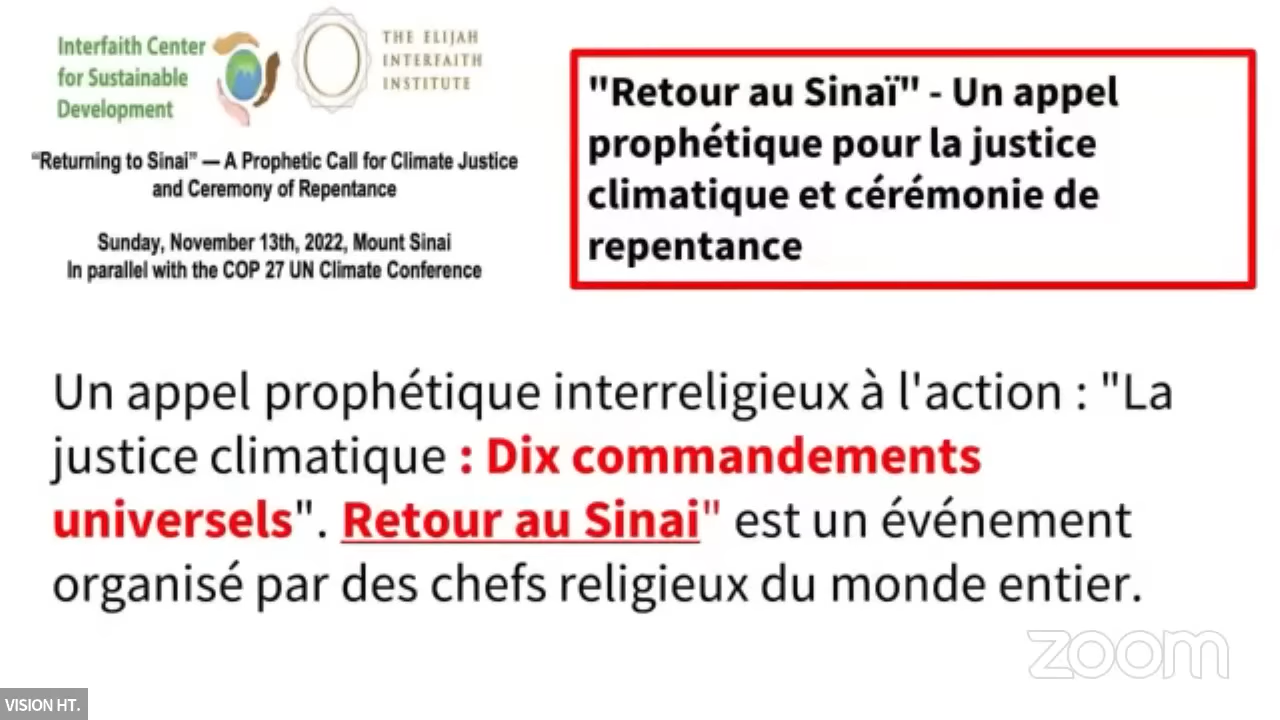 Interfaith Center
for Sustainable
Development
THE ELIJAH
INTERFAITH
INSTITUTE
“Returning to Sinai” — A Prophetic Call for Climate Justice
and Ceremony of Repentance
Sunday, November 13th, 2022, Mount Sinai
In parallel with the COP 27 UN Climate Conference
"Retour au Sinaï" - Un appel
prophétique pour la justice
climatique et cérémonie de
repentance
Un appel prophétique interreligieux à l'action : "La
justice climatique : Dix commandements
universels". Retour au Sinai" est un événement
organisé par des chefs religieux du monde entier.
zoom
VISION HT.